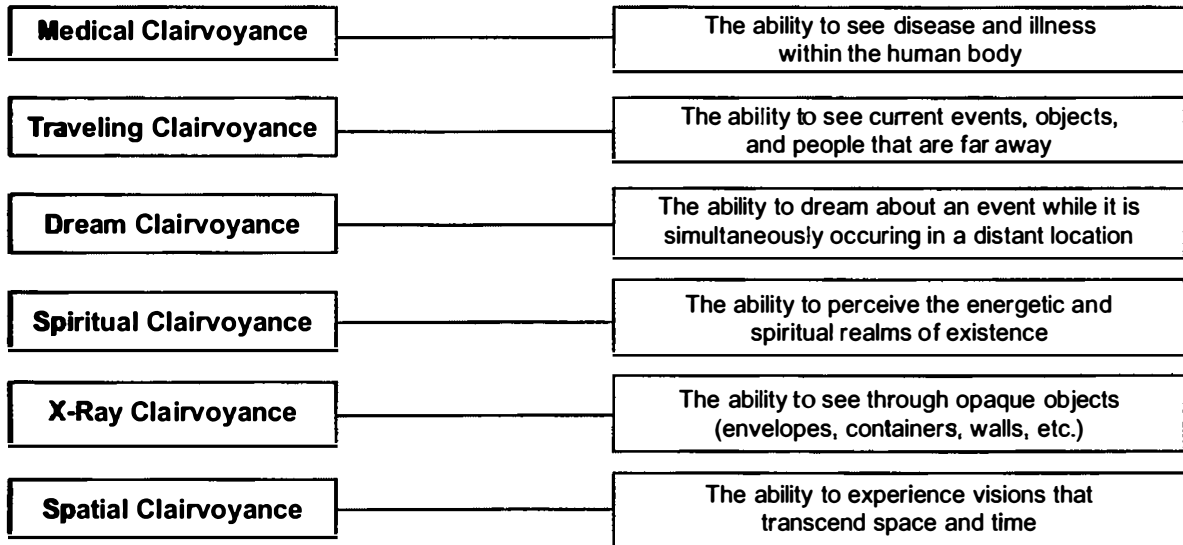 Medical Clairvoyance
The ability to see disease and illness
within the human body
Traveling Clairvoyance
The ability to see current events, objects,
and people that are far away
Dream Clairvoyance
The ability to dream about an event while it is
simultaneously occuring in a distant location
Spiritual Clairvoyance
The ability to perceive the energetic and
spiritual realms of existence
X-Ray Clairvoyance
The ability to see through opaque objects
(envelopes, containers, walls, etc.)
Spatial Clairvoyance
The ability to experience visions that
transcend space and time